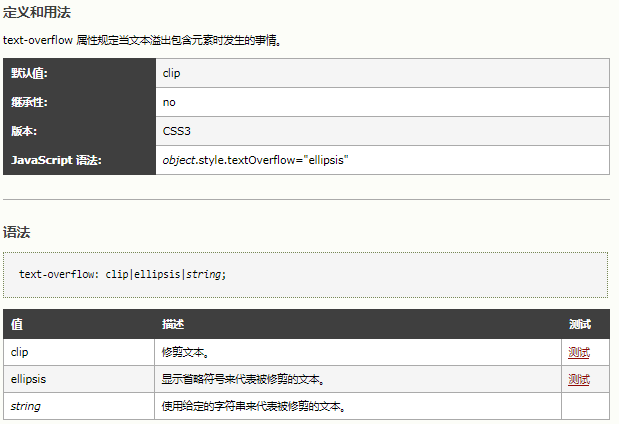 定义和用法
text-overflow 属性规定当文本溢出包含元素时发生的事情。
默认值: clip
继承性: no
版本: CSS3
JavaScript 语法: object.style.textOverflow="ellipsis"
语法
text-overflow: clip|ellipsis|string;
值 描述 测试
clip 修剪文本。 测试
ellipsis 显示省略符号来代表被修剪的文本。 测试
string 使用给定的字符串来代表被修剪的文本。